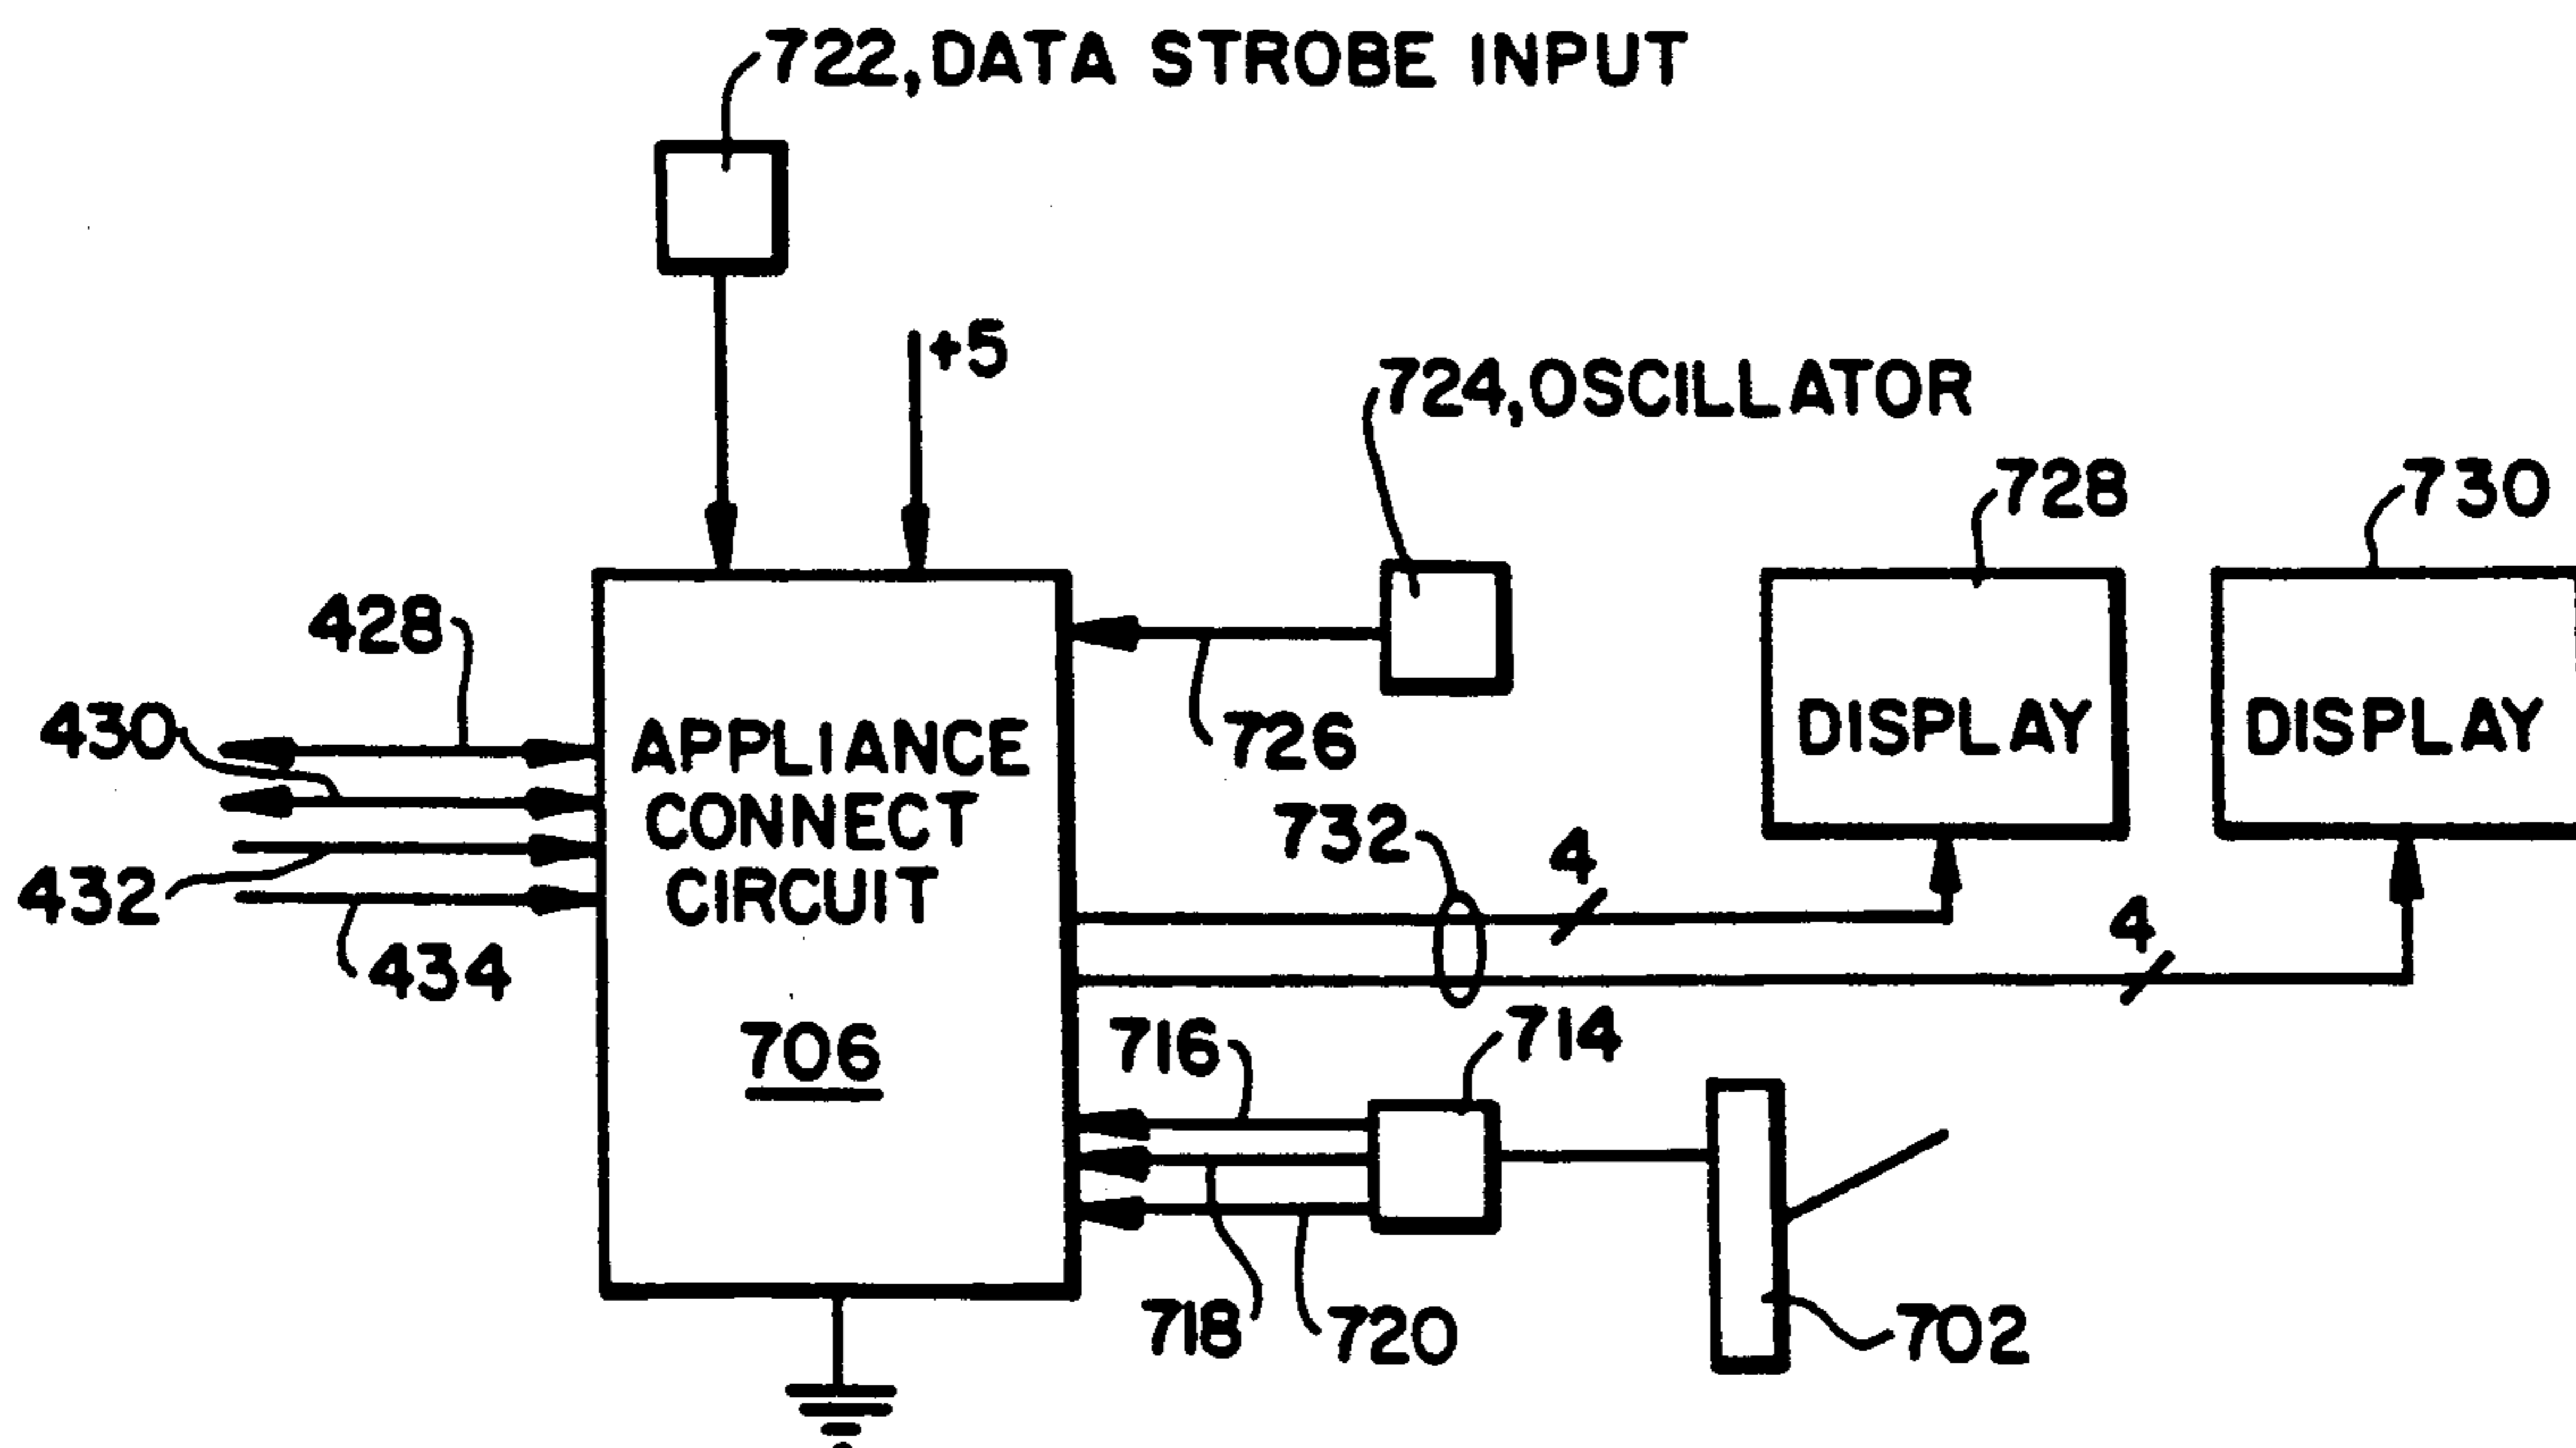 722, DATA STROBE INPUT
+5
724, OSCILLATOR
728
730
428
430
432
434
APPLIANCE
CONNECT
CIRCUIT
706
726
DISPLAY
DISPLAY
732
4
4
716
714
718
720
702